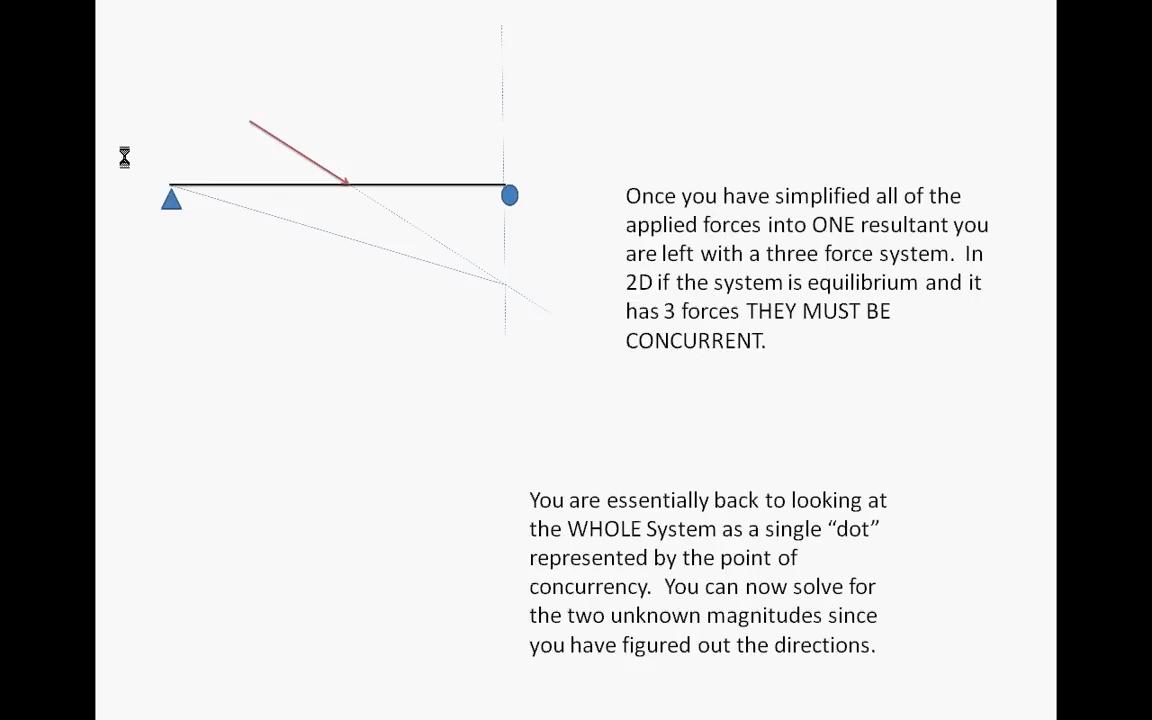 Once you have simplified all of the
applied forces into ONE resultant you
are left with a three force system.  In
2D if the system is equilibrium and it
has 3 forces THEY MUST BE
CONCURRENT.
You are essentially back to looking at
the WHOLE System as a single “dot”
represented by the point of
concurrency.  You can now solve for
the two unknown magnitudes since
you have figured out the directions.